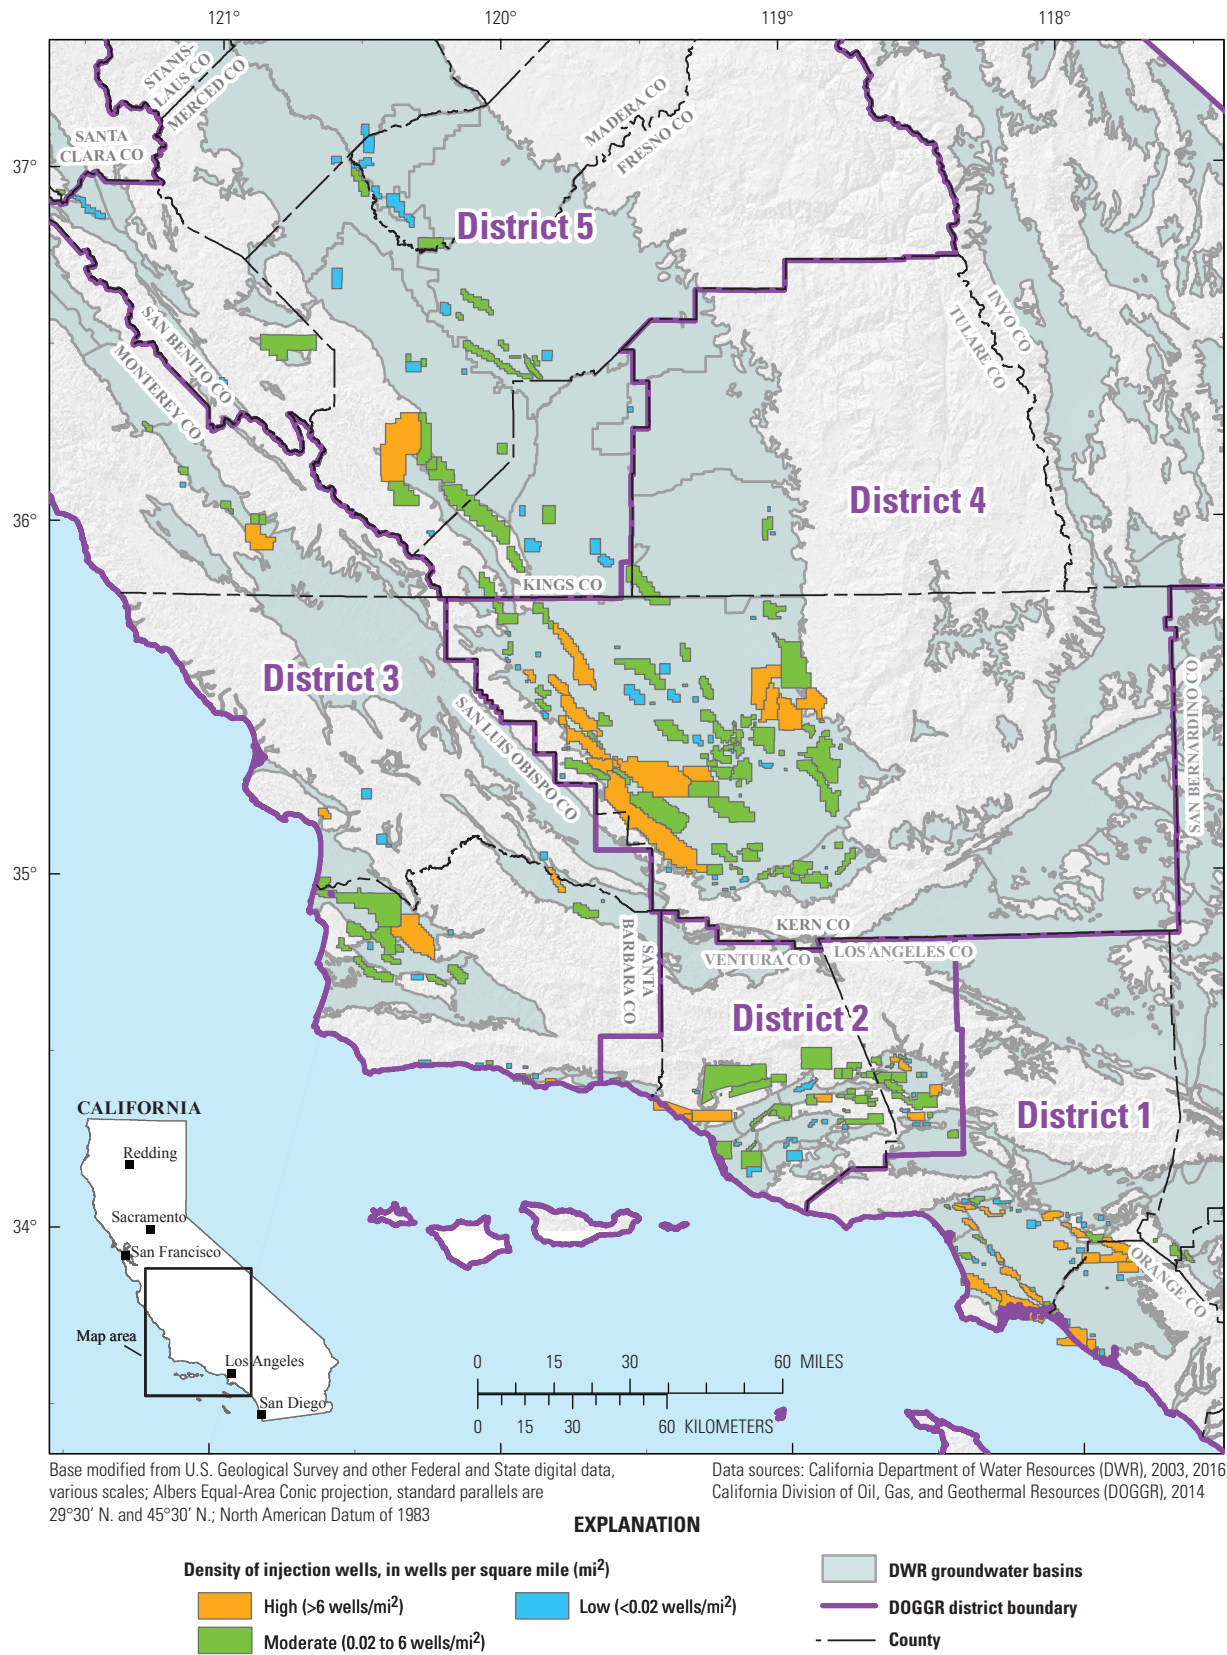 121°
120°
119°
118°
STANIS-
LAUS CO
MERCED CO
SANTA
CLARA CO
MADERA CO
FRESNO CO
37°
District 5
SAN BENITO CO
MONTEREY CO
INYO CO
TULARE CO
District 4
36°
KINGS CO
District 3
SAN LUIS OBISPO CO
SAN BERNARDINO CO
35°
KERN CO
SANTA
BARBARA CO
VENTURA CO
LOS ANGELES CO
District 2
District 1
CALIFORNIA
Redding
Sacramento
San Francisco
Map area
Los Angeles
San Diego
34°
ORANGE CO
0 15 30 60 MILES
0 15 30 60 KILOMETERS
Base modified from U.S. Geological Survey and other Federal and State digital data,
various scales; Albers Equal-Area Conic projection, standard parallels are
29°30′ N. and 45°30′ N.; North American Datum of 1983
Data sources: California Department of Water Resources (DWR), 2003, 2016
California Division of Oil, Gas, and Geothermal Resources (DOGGR), 2014
EXPLANATION
Density of injection wells, in wells per square mile (mi²)
High (>6 wells/mi²)
Moderate (0.02 to 6 wells/mi²)
Low (<0.02 wells/mi²)
DWR groundwater basins
DOGGR district boundary
County